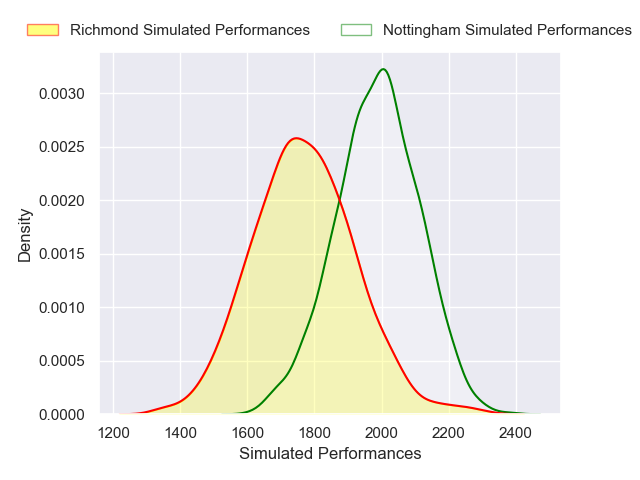 Richmond Simulated Performances Nottingham Simulated Performances
0.0030
0.0025
0.0020
0.0015
0.0010
0.0005
0.0000
Density
1200 1400 1600 1800 2000 2200 2400
Simulated Performances